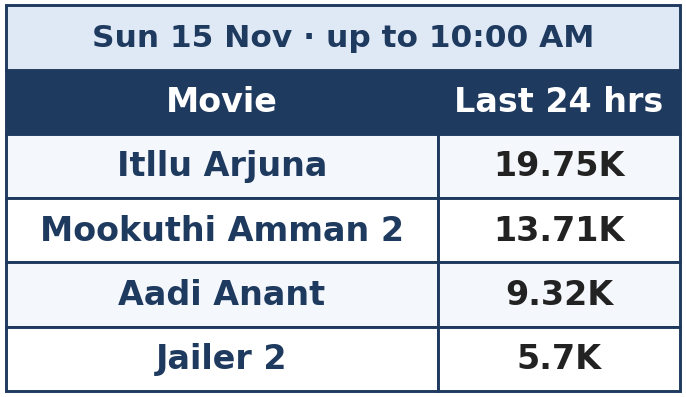 Sun 15 Nov · up to 10:00 AM
Movie Last 24 hrs
Itllu Arjuna 19.75K
Mookuthi Amman 2 13.71K
Aadi Anant 9.32K
Jailer 2 5.7K